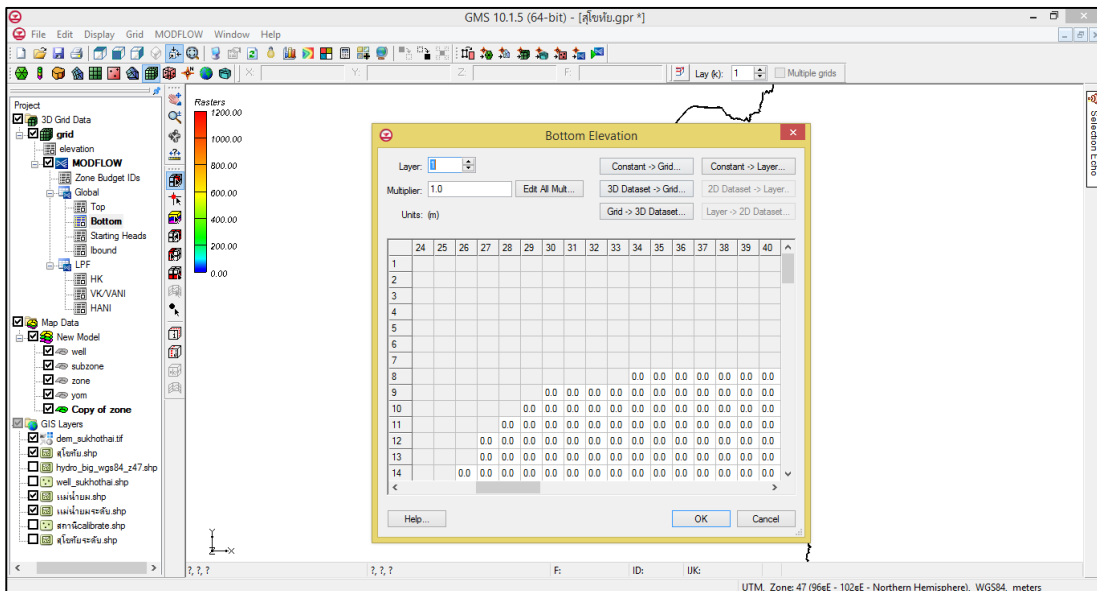 GMS 10.1.5 (64-bit) - [สุโขทัย.gpr *]
File Edit Display Grid MODFLOW Window Help
X: Y: Z: F: Lay (k): 1 Multiple grids
Project
3D Grid Data
grid
elevation
MODFLOW
Zone Budget IDs
Global
Top
Bottom
Starting Heads
Ibound
LPF
HK
VK/VANI
HANI
Map Data
New Model
well
subzone
zone
yom
Copy of zone
GIS Layers
dem_sukhothai.tif
สุโขทัย.shp
hydro_big_wgs84_z47.shp
well_sukhothai.shp
แม่น้ำยม.shp
แม่น้ำยมระดับ.shp
สถานีcalibrate.shp
สุโขทัยระดับ.shp
Rasters
1200.00
1000.00
800.00
600.00
400.00
200.00
0.00
Y
Z X
Selection Echo
Bottom Elevation
Layer: 1 Constant -> Grid... Constant -> Layer...
Multiplier: 1.0 Edit All Mult... 3D Dataset -> Grid... 2D Dataset -> Layer..
Units: (m) Grid -> 3D Dataset... Layer -> 2D Dataset...
24 25 26 27 28 29 30 31 32 33 34 35 36 37 38 39 40
1
2
3
4
5
6
7
8 0.0 0.0 0.0 0.0 0.0 0.0 0.0
9 0.0 0.0 0.0 0.0 0.0 0.0 0.0 0.0 0.0 0.0 0.0
10 0.0 0.0 0.0 0.0 0.0 0.0 0.0 0.0 0.0 0.0 0.0 0.0
11 0.0 0.0 0.0 0.0 0.0 0.0 0.0 0.0 0.0 0.0 0.0 0.0 0.0
12 0.0 0.0 0.0 0.0 0.0 0.0 0.0 0.0 0.0 0.0 0.0 0.0 0.0 0.0
13 0.0 0.0 0.0 0.0 0.0 0.0 0.0 0.0 0.0 0.0 0.0 0.0 0.0 0.0
14 0.0 0.0 0.0 0.0 0.0 0.0 0.0 0.0 0.0 0.0 0.0 0.0 0.0 0.0 0.0
Help... OK Cancel
?, ?, ? ?, ?, ? F: ID: IJK:
UTM, Zone: 47 (96єE - 102єE - Northern Hemisphere), WGS84, meters